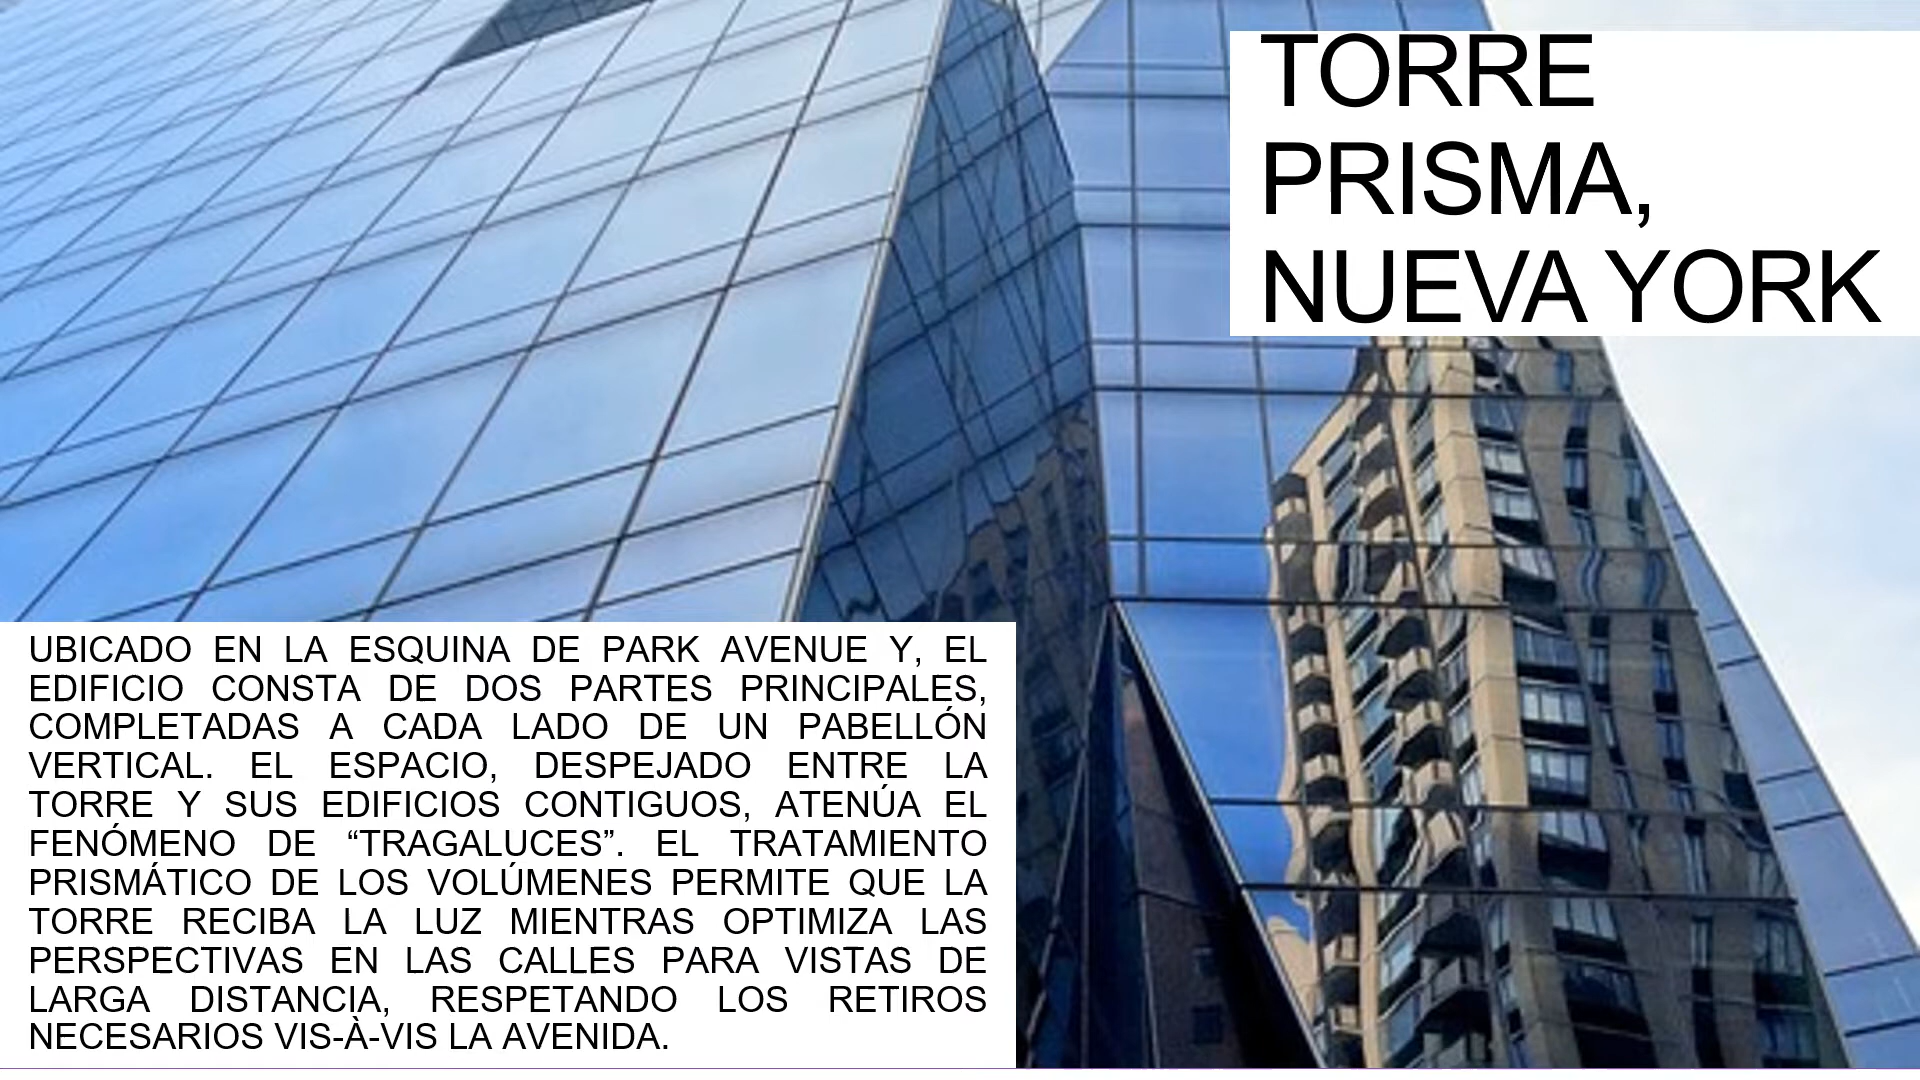 TORRE
PRISMA,
NUEVA YORK
UBICADO EN LA ESQUINA DE PARK AVENUE Y, EL
EDIFICIO CONSTA DE DOS PARTES PRINCIPALES,
COMPLETADAS A CADA LADO DE UN PABELLÓN
VERTICAL. EL ESPACIO, DESPEJADO ENTRE LA
TORRE Y SUS EDIFICIOS CONTIGUOS, ATENÚA EL
FENÓMENO DE “TRAGALUCES”. EL TRATAMIENTO
PRISMÁTICO DE LOS VOLÚMENES PERMITE QUE LA
TORRE RECIBA LA LUZ MIENTRAS OPTIMIZA LAS
PERSPECTIVAS EN LAS CALLES PARA VISTAS DE
LARGA DISTANCIA, RESPETANDO LOS RETIROS
NECESARIOS VIS-À-VIS LA AVENIDA.